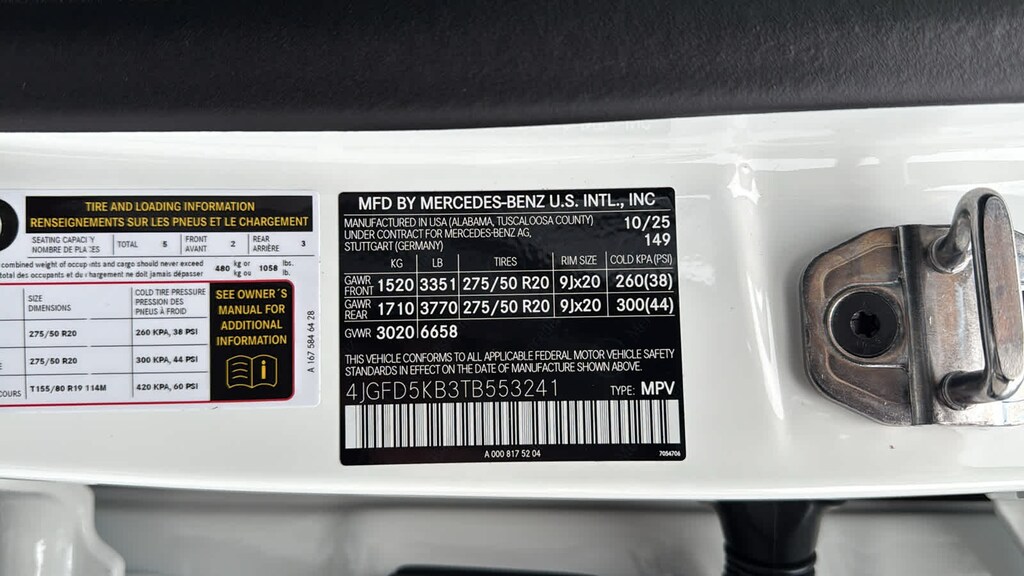 TIRE AND LOADING INFORMATION
RENSEIGNEMENTS SUR LES PNEUS ET LE CHARGEMENT
SEATING CAPACITY TOTAL 5 FRONT 2 REAR 3
NOMBRE DE PLACES AVANT ARRIÈRE
combined weight of occupants and cargo should never exceed 480 kg or 1058 lbs.
total des occupants et du chargement ne doit jamais dépasser kg ou lb.
SIZE COLD TIRE PRESSURE
DIMENSIONS PRESSION DES PNEUS À FROID
275/50 R20 260 KPA, 38 PSI
275/50 R20 300 KPA, 44 PSI
COURS T155/80 R19 114M 420 KPA, 60 PSI
SEE OWNER´S
MANUAL FOR
ADDITIONAL
INFORMATION
A 167 584 64 28
MFD BY MERCEDES-BENZ U.S. INTL., INC
MANUFACTURED IN USA (ALABAMA, TUSCALOOSA COUNTY) 10/25
UNDER CONTRACT FOR MERCEDES-BENZ AG, 149
STUTTGART (GERMANY)
KG LB TIRES RIM SIZE COLD KPA (PSI)
GAWR FRONT 1520 3351 275/50 R20 9Jx20 260(38)
GAWR REAR 1710 3770 275/50 R20 9Jx20 300(44)
GVWR 3020 6658
THIS VEHICLE CONFORMS TO ALL APPLICABLE FEDERAL MOTOR VEHICLE SAFETY
STANDARDS IN EFFECT ON THE DATE OF MANUFACTURE SHOWN ABOVE.
4JGFD5KB3TB553241 TYPE: MPV
A 000 817 52 04 7054706